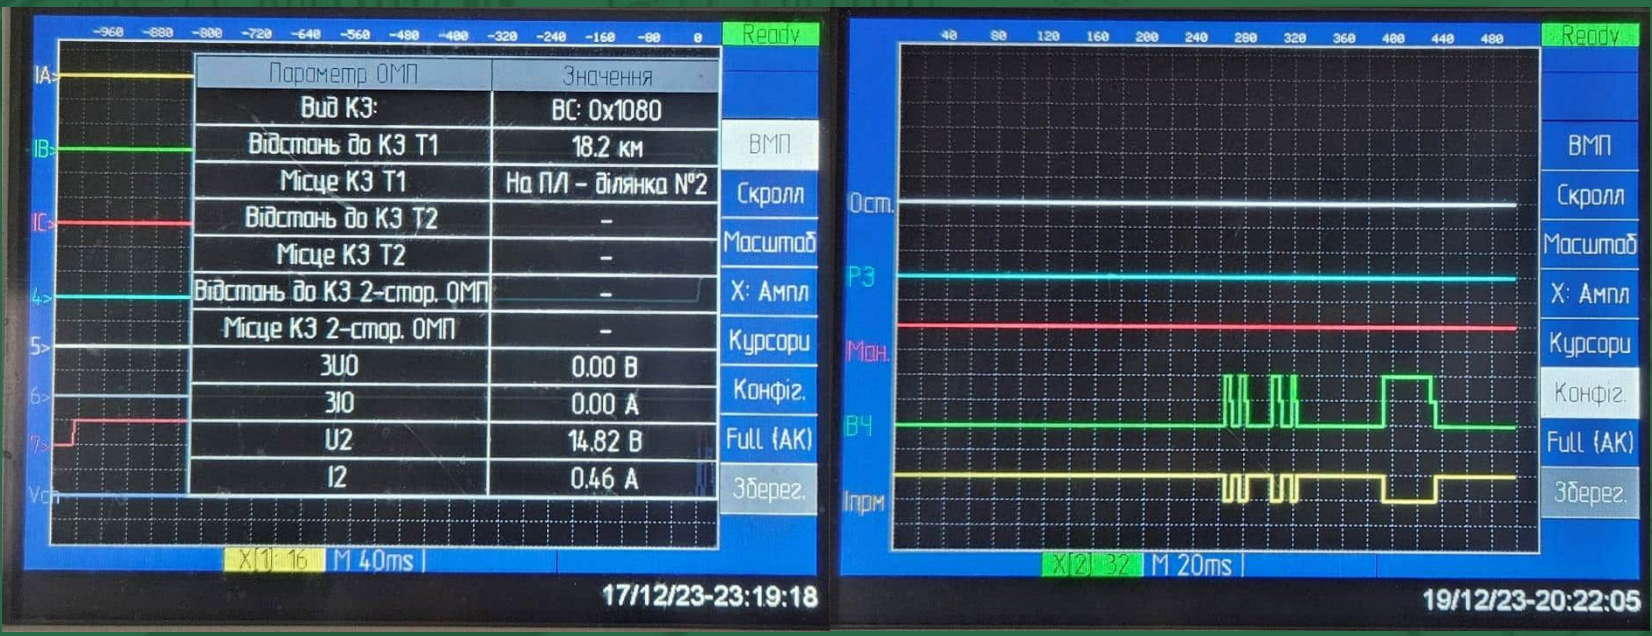 -960 -880 -800 -720 -640 -560 -480 -400 -320 -240 -160 -80 0
Ready
IA>
IB>
IC>
4>
5>
6>
7>
Параметр ОМП Значення
Вид КЗ: BC: 0x1080
Відстань до КЗ Т1 18.2 км
Місце КЗ Т1 На ПЛ - ділянка №2
Відстань до КЗ Т2 -
Місце КЗ Т2 -
Відстань до КЗ 2-стор. ОМП -
Місце КЗ 2-стор. ОМП -
3U0 0.00 В
3I0 0.00 А
U2 14.82 В
I2 0.46 А
ВМП
Скролл
Масштаб
X: Ампл
Курсори
Конфіг.
Full (АК)
Зберег.
X[1]: 16 M 40ms
17/12/23-23:19:18
40 80 120 160 200 240 280 320 360 400 440 480
Ready
Ост.
РЗ
Ман.
ВЧ
Iпрм
ВМП
Скролл
Масштаб
X: Ампл
Курсори
Конфіг.
Full (АК)
Зберег.
X[2]: 32 M 20ms
19/12/23-20:22:05